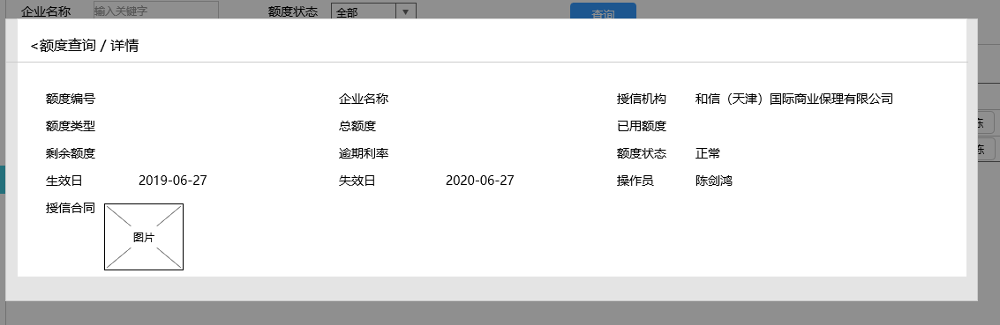 企业名称 输入关键字 额度状态 全部 查询
<额度查询 / 详情
额度编号 企业名称 授信机构 和信（天津）国际商业保理有限公司
额度类型 总额度 已用额度
剩余额度 逾期利率 额度状态 正常
生效日 2019-06-27 失效日 2020-06-27 操作员 陈剑鸿
授信合同 图片